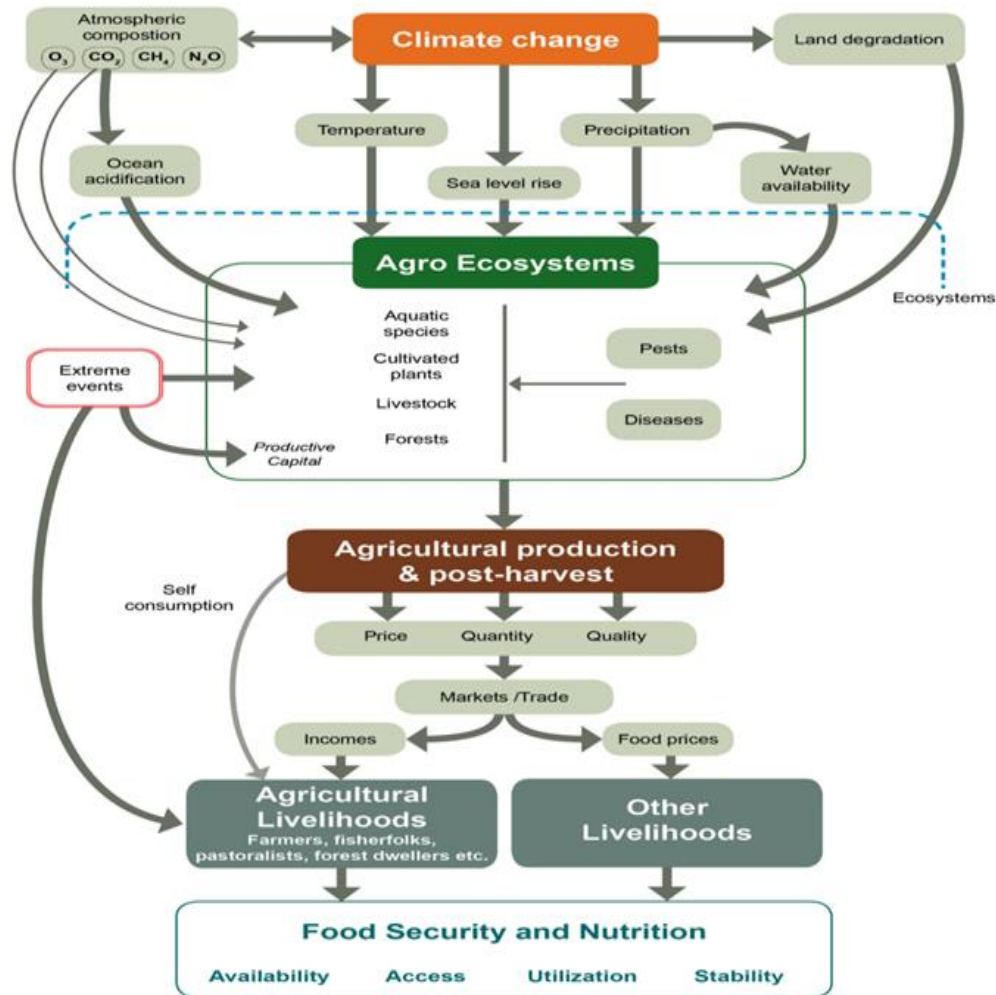 Atmospheric
compostion
O₃ CO₂ CH₄ N₂O
Climate change
Land degradation
Temperature
Precipitation
Ocean
acidification
Sea level rise
Water
availability
Agro Ecosystems
Ecosystems
Aquatic
species
Cultivated
plants
Livestock
Forests
Pests
Diseases
Extreme
events
Productive
Capital
Agricultural production
& post-harvest
Self
consumption
Price Quantity Quality
Markets /Trade
Incomes
Food prices
Agricultural
Livelihoods
Farmers, fisherfolks,
pastoralists, forest dwellers etc.
Other
Livelihoods
Food Security and Nutrition
Availability Access Utilization Stability